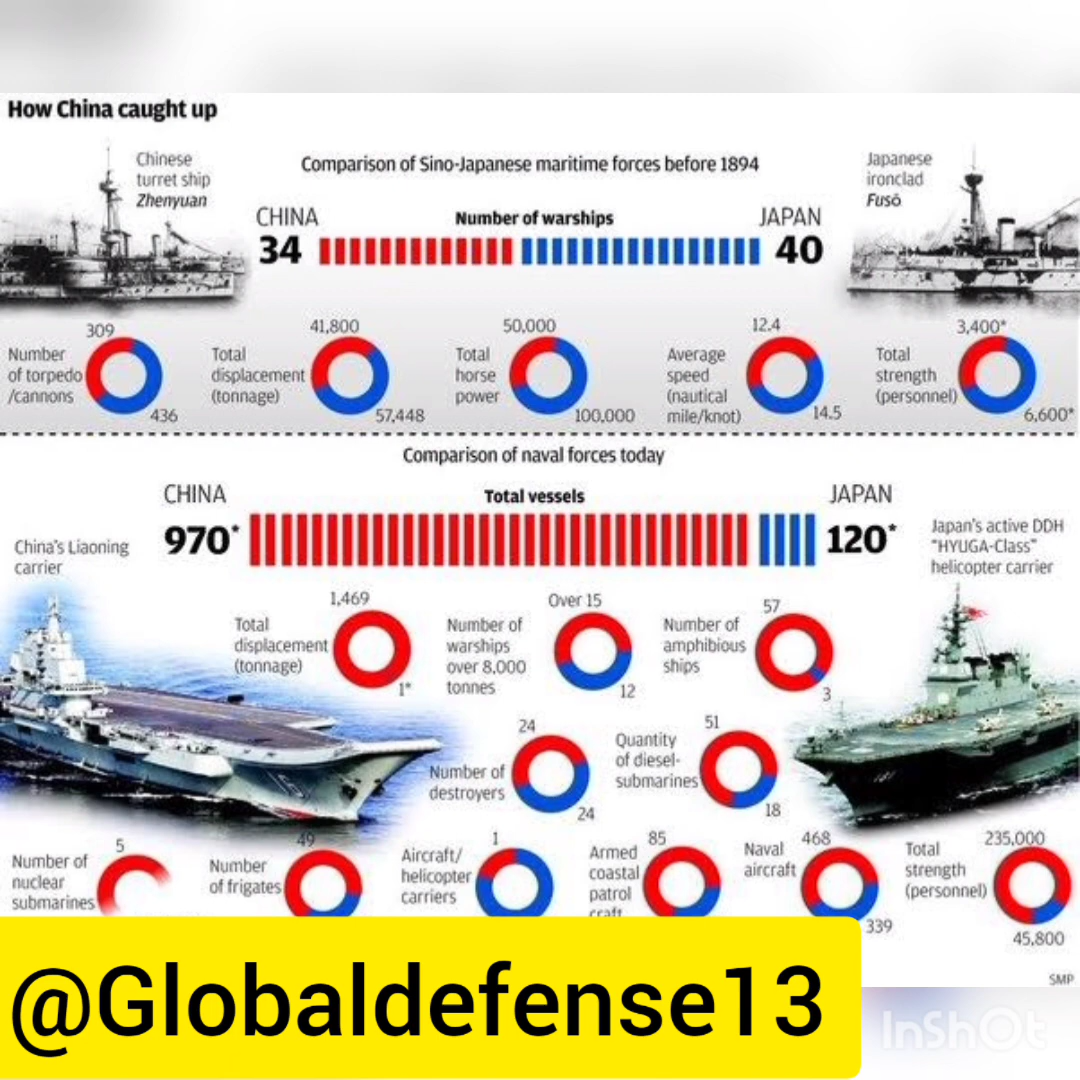 How China caught up
Chinese
turret ship
Zhenyuan
Comparison of Sino-Japanese maritime forces before 1894
Japanese
ironclad
Fusō
CHINA
Number of warships
JAPAN
34
40
Number
of torpedo
/cannons
309
436
Total
displacement
(tonnage)
41,800
57,448
Total
horse
power
50,000
100,000
Average
speed
(nautical
mile/knot)
12.4
14.5
Total
strength
(personnel)
3,400*
6,600*
Comparison of naval forces today
CHINA
Total vessels
JAPAN
970*
120*
China's Liaoning
carrier
Japan's active DDH
"HYUGA-Class"
helicopter carrier
Total
displacement
(tonnage)
1,469
1*
Number of
warships
over 8,000
tonnes
Over 15
12
Number of
amphibious
ships
57
3
Number of
destroyers
24
24
Quantity
of diesel-
submarines
51
18
Number of
nuclear
submarines
5
Number
of frigates
49
Aircraft/
helicopter
carriers
1
Armed
coastal
patrol
craft
85
Naval
aircraft
468
339
Total
strength
(personnel)
235,000
45,800
SMP
@Globaldefense13
InShOt